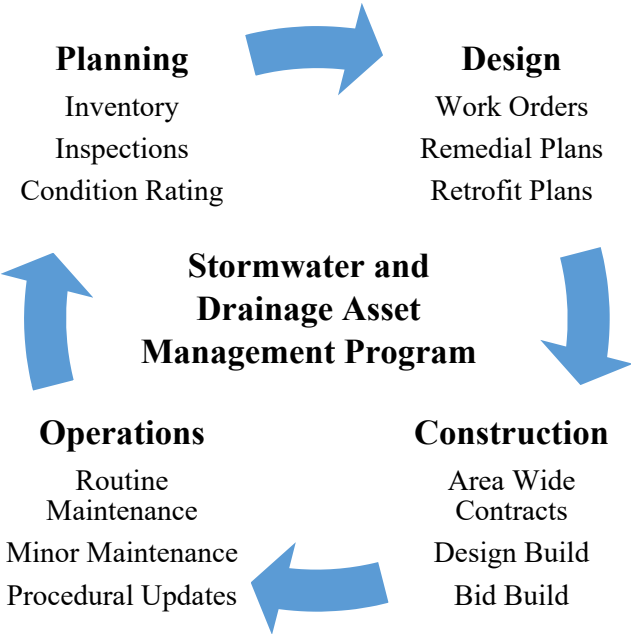 Planning
Inventory
Inspections
Condition Rating
Design
Work Orders
Remedial Plans
Retrofit Plans
Stormwater and
Drainage Asset
Management Program
Operations
Routine
Maintenance
Minor Maintenance
Procedural Updates
Construction
Area Wide
Contracts
Design Build
Bid Build